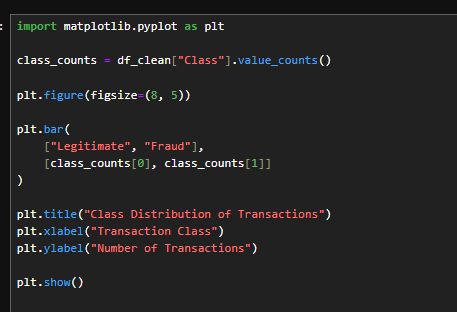 import matplotlib.pyplot as plt
class_counts = df_clean["Class"].value_counts()
plt.figure(figsize=(8, 5))
plt.bar(
    ["Legitimate", "Fraud"],
    [class_counts[0], class_counts[1]]
)
plt.title("Class Distribution of Transactions")
plt.xlabel("Transaction Class")
plt.ylabel("Number of Transactions")
plt.show()